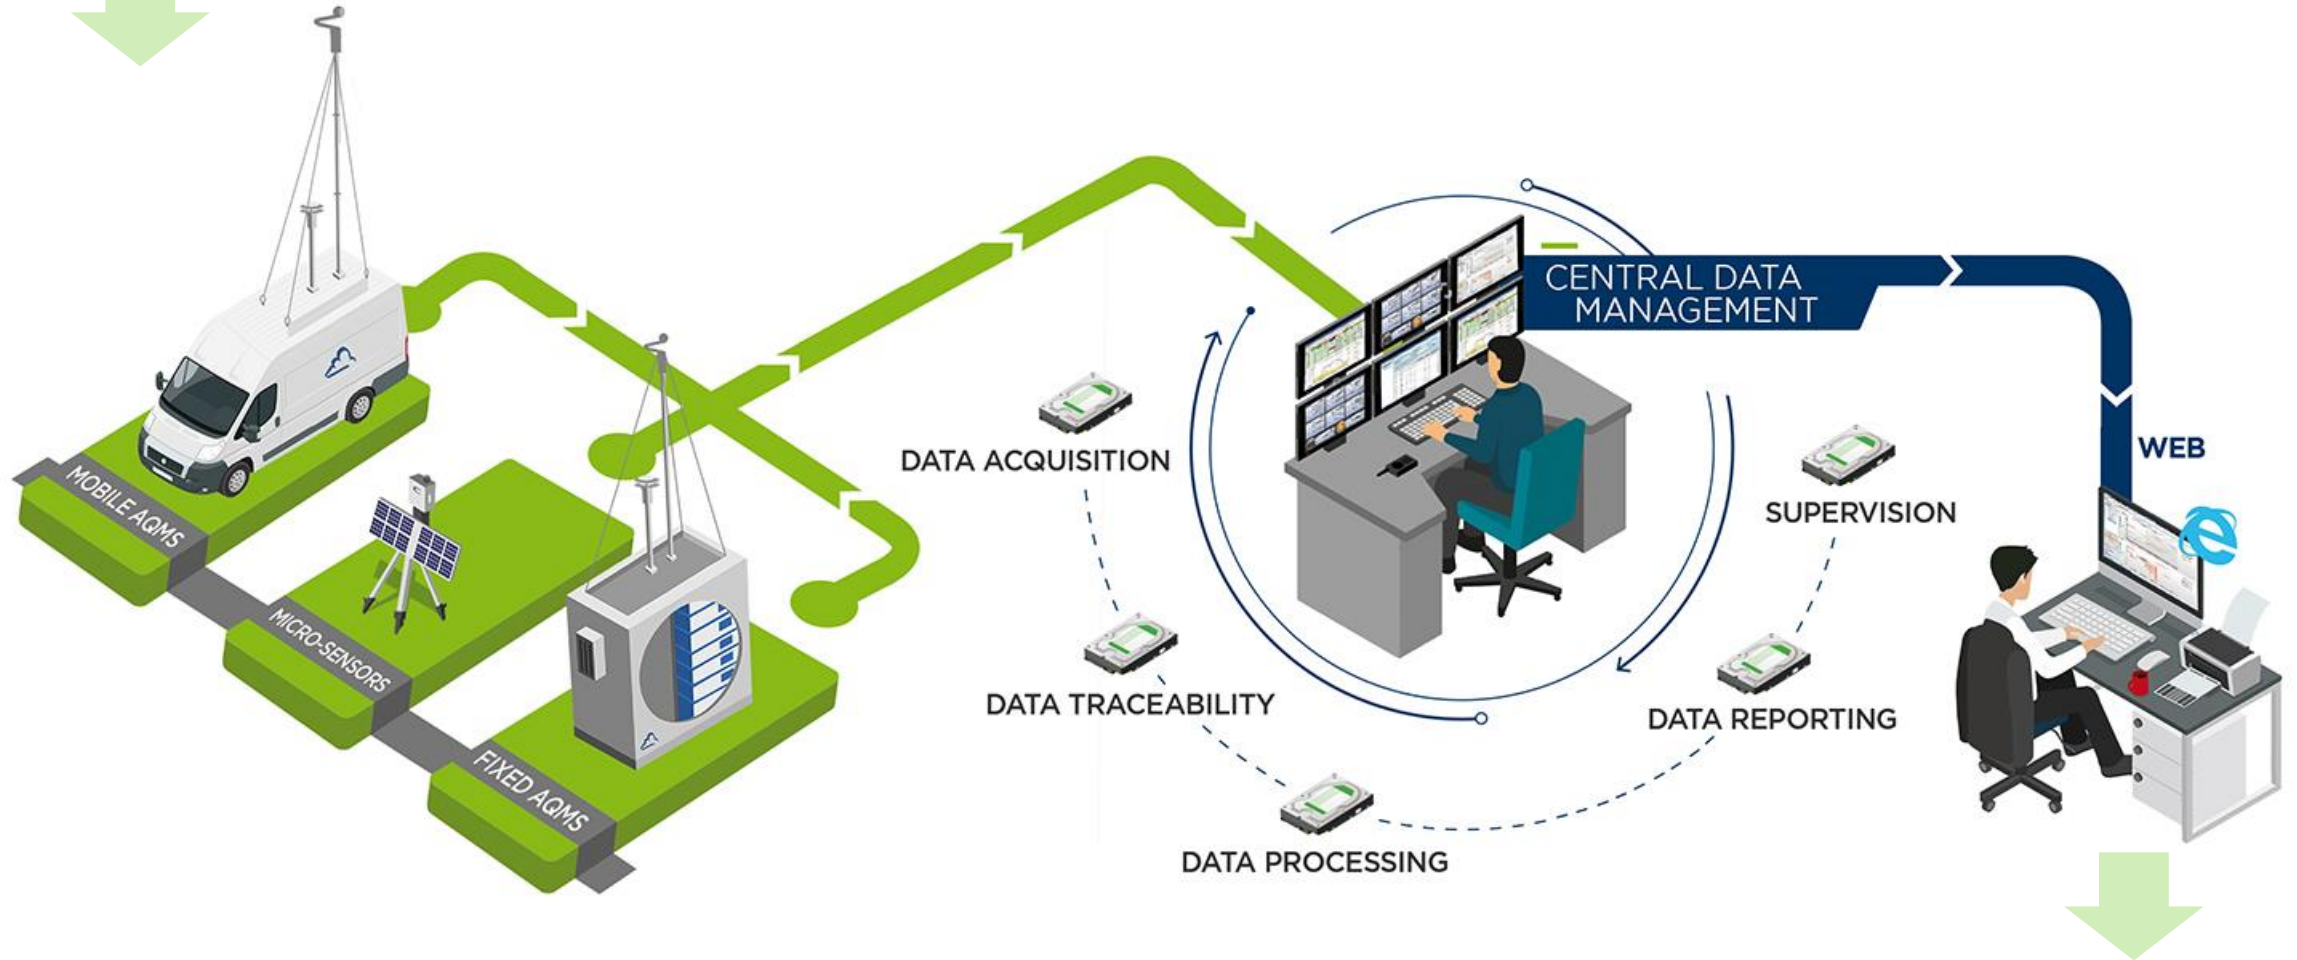 MOBILE AQMS
MICRO-SENSORS
FIXED AQMS
CENTRAL DATA
MANAGEMENT
WEB
DATA ACQUISITION
SUPERVISION
DATA TRACEABILITY
DATA REPORTING
DATA PROCESSING